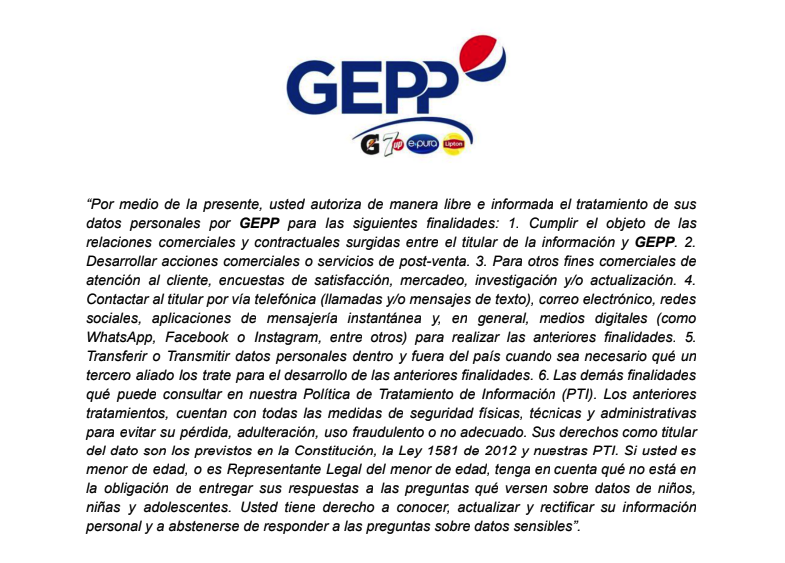 GEPP
G 7up e-pura Lipton
“Por medio de la presente, usted autoriza de manera libre e informada el tratamiento de sus
datos personales por GEPP para las siguientes finalidades: 1. Cumplir el objeto de las
relaciones comerciales y contractuales surgidas entre el titular de la información y GEPP. 2.
Desarrollar acciones comerciales o servicios de post-venta. 3. Para otros fines comerciales de
atención al cliente, encuestas de satisfacción, mercadeo, investigación y/o actualización. 4.
Contactar al titular por vía telefónica (llamadas y/o mensajes de texto), correo electrónico, redes
sociales, aplicaciones de mensajería instantánea y, en general, medios digitales (como
WhatsApp, Facebook o Instagram, entre otros) para realizar las anteriores finalidades. 5.
Transferir o Transmitir datos personales dentro y fuera del país cuando sea necesario qué un
tercero aliado los trate para el desarrollo de las anteriores finalidades. 6. Las demás finalidades
qué puede consultar en nuestra Política de Tratamiento de Información (PTI). Los anteriores
tratamientos, cuentan con todas las medidas de seguridad físicas, técnicas y administrativas
para evitar su pérdida, adulteración, uso fraudulento o no adecuado. Sus derechos como titular
del dato son los previstos en la Constitución, la Ley 1581 de 2012 y nuestras PTI. Si usted es
menor de edad, o es Representante Legal del menor de edad, tenga en cuenta qué no está en
la obligación de entregar sus respuestas a las preguntas qué versen sobre datos de niños,
niñas y adolescentes. Usted tiene derecho a conocer, actualizar y rectificar su información
personal y a abstenerse de responder a las preguntas sobre datos sensibles”.